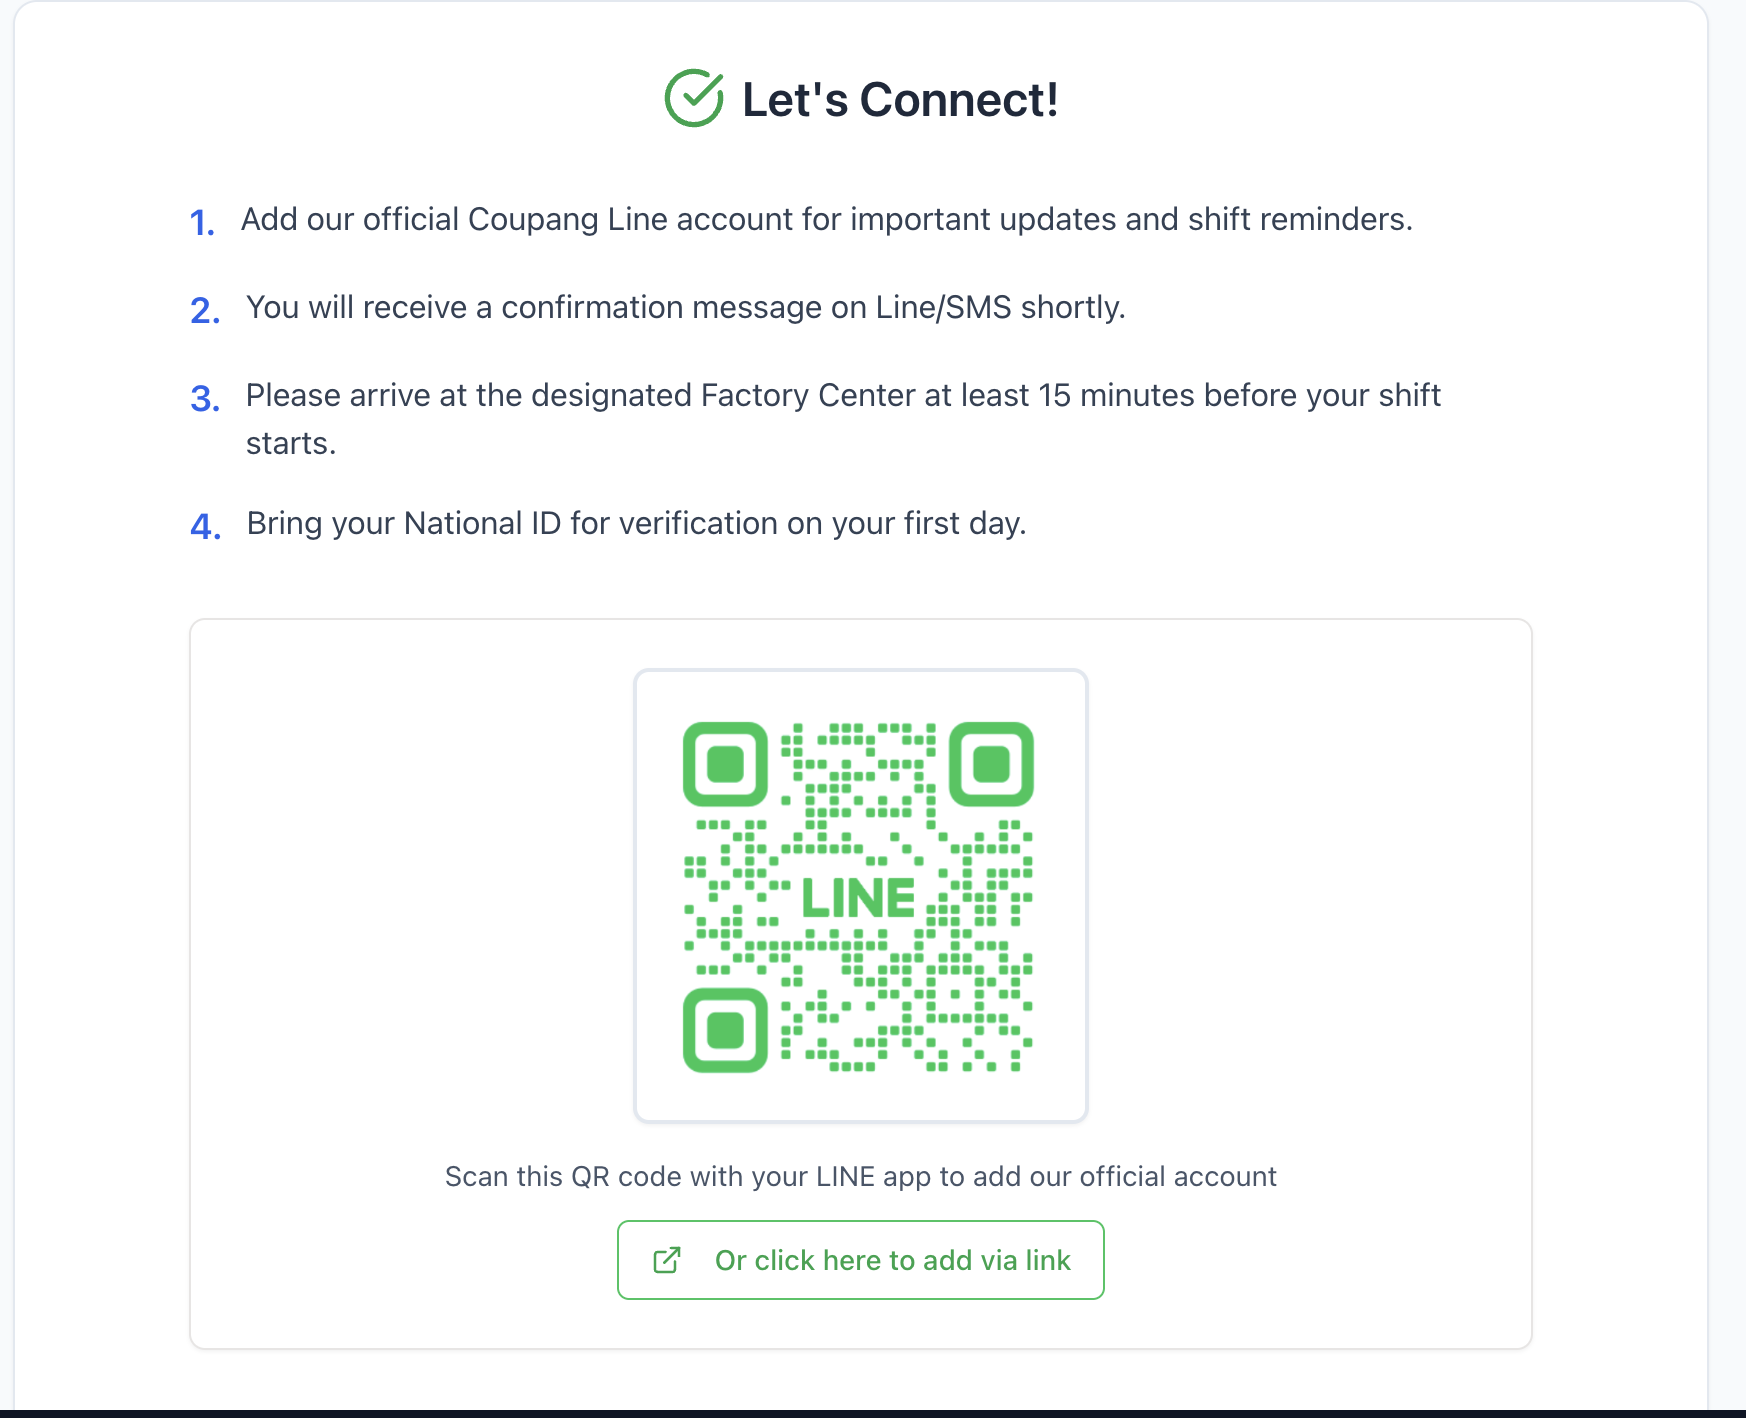 Let's Connect!
1. Add our official Coupang Line account for important updates and shift reminders.
2. You will receive a confirmation message on Line/SMS shortly.
3. Please arrive at the designated Factory Center at least 15 minutes before your shift
starts.
4. Bring your National ID for verification on your first day.
LINE
Scan this QR code with your LINE app to add our official account
Or click here to add via link